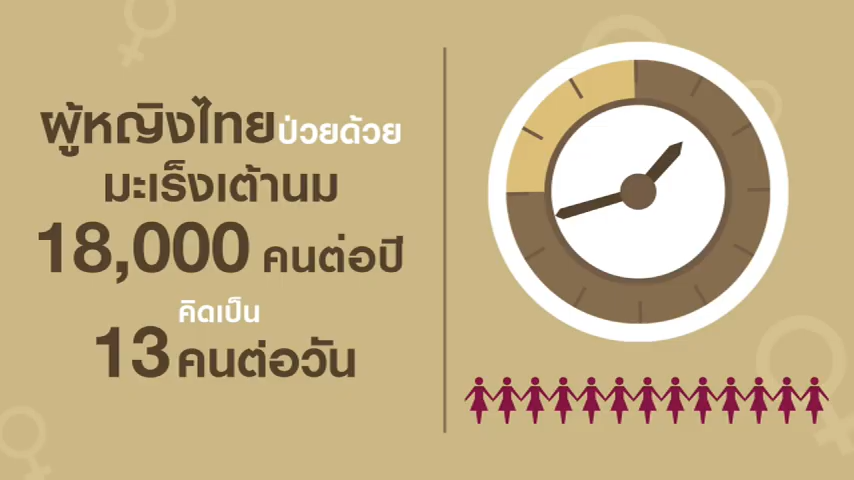 ผู้หญิงไทยป่วยด้วย
มะเร็งเต้านม
18,000 คนต่อปี
คิดเป็น
13 คนต่อวัน